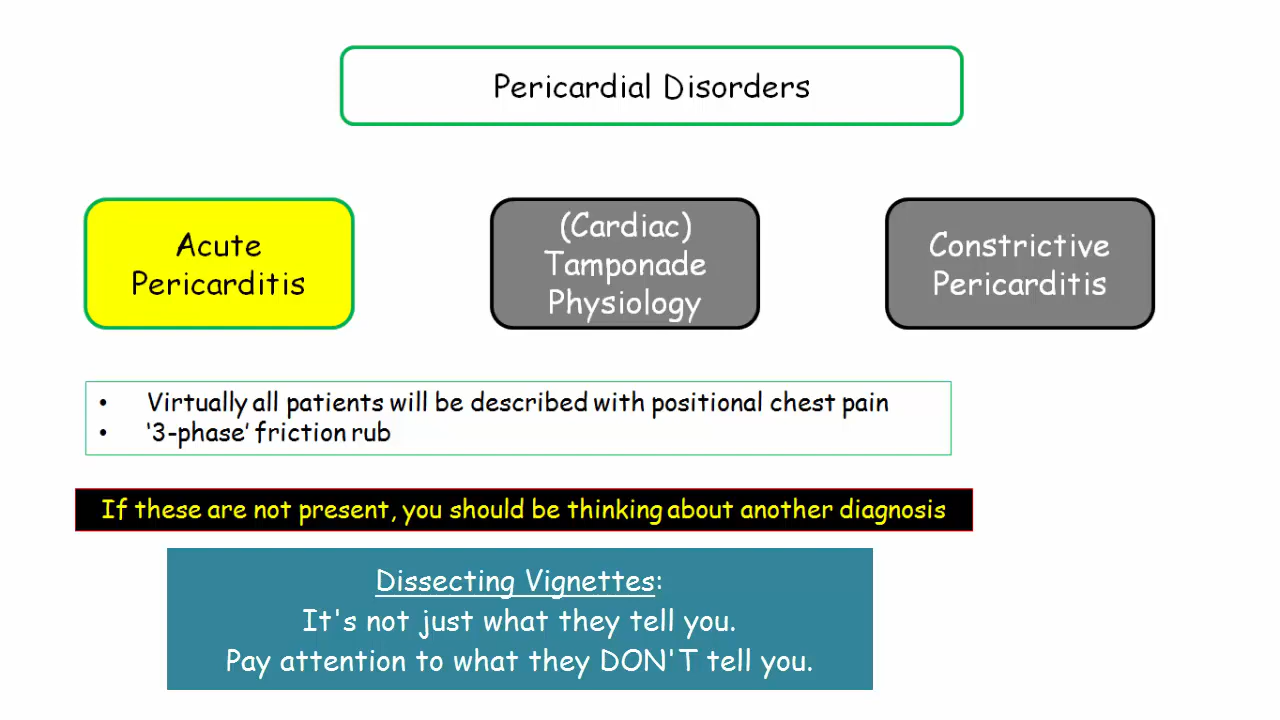 Pericardial Disorders
Acute
Pericarditis
(Cardiac)
Tamponade
Physiology
Constrictive
Pericarditis
• Virtually all patients will be described with positional chest pain
• ‘3-phase’ friction rub
If these are not present, you should be thinking about another diagnosis
Dissecting Vignettes:
It's not just what they tell you.
Pay attention to what they DON'T tell you.